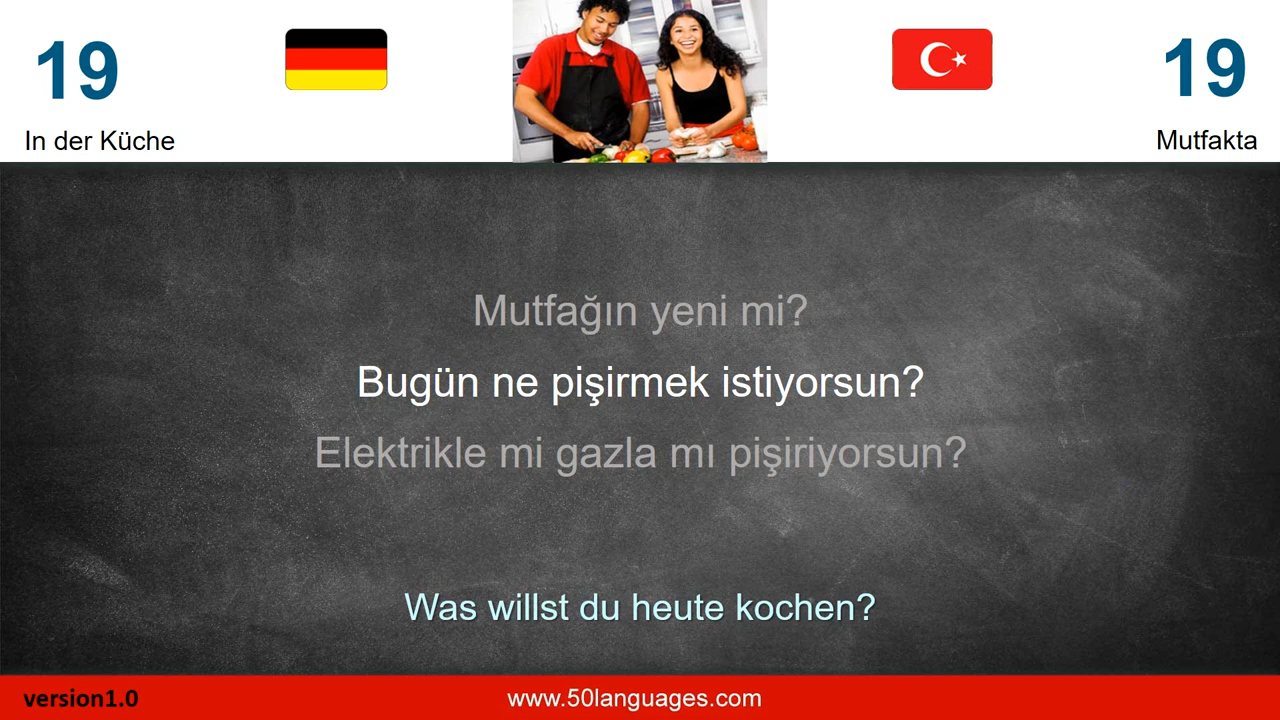 19
19
In der Küche
Mutfakta
Mutfağın yeni mi?
Bugün ne pişirmek istiyorsun?
Elektrikle mi gazla mı pişiriyorsun?
Was willst du heute kochen?
version1.0
www.50languages.com